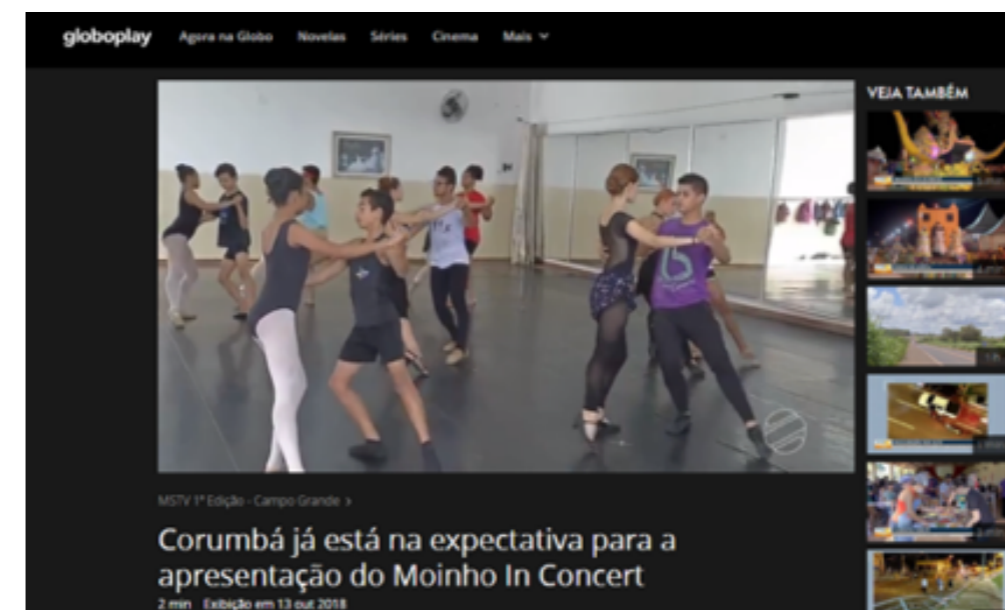 globoplay Agora na Globo Novelas Séries Cinema Mais
VEJA TAMBÉM
MSTV 1ª Edição - Campo Grande >
Corumbá já está na expectativa para a
apresentação do Moinho In Concert
2 min Exibição em 13 out 2018